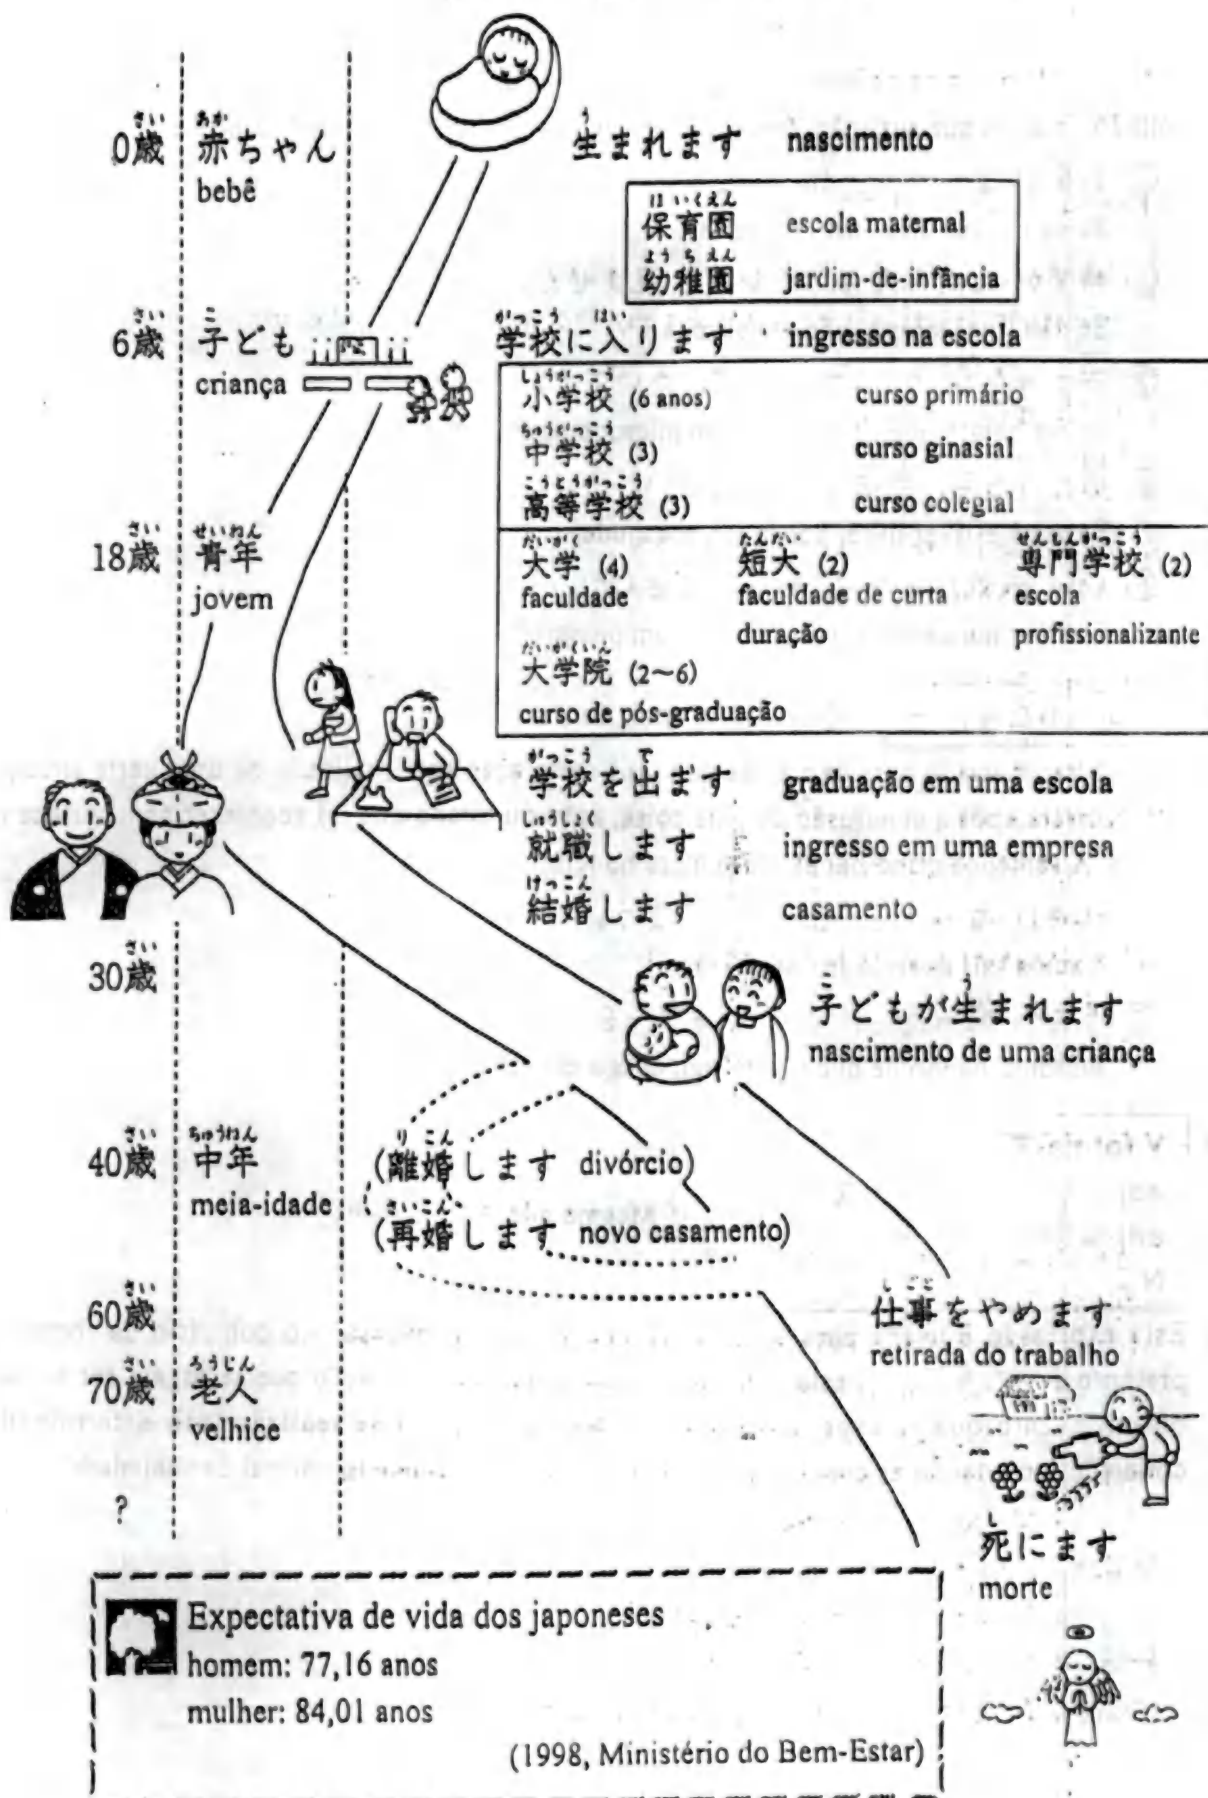 0歳 赤ちゃん 生まれます nascimento
bebê
保育園 escola maternal
幼稚園 jardim-de-infância
6歳 子ども 学校に入ります ingresso na escola
criança
小学校 (6 anos) curso primário
中学校 (3) curso ginasial
高等学校 (3) curso colegial
18歳 青年
jovem
大学 (4) 短大 (2) 専門学校 (2)
faculdade faculdade de curta escola
duração profissionalizante
大学院 (2〜6)
curso de pós-graduação
学校を出ます graduação em uma escola
就職します ingresso em uma empresa
結婚します casamento
30歳
子どもが生まれます
nascimento de uma criança
40歳 中年
meia-idade
(離婚します divórcio)
(再婚します novo casamento)
60歳
仕事をやめます
retirada do trabalho
70歳 老人
velhice
?
死にます
morte
Expectativa de vida dos japoneses
homem: 77,16 anos
mulher: 84,01 anos
(1998, Ministério do Bem-Estar)